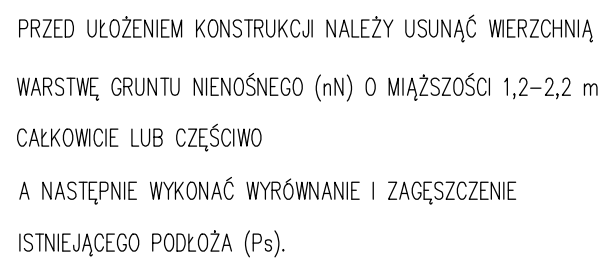 PRZED UŁOŻENIEM KONSTRUKCJI NALEŻY USUNĄĆ WIERZCHNIĄ
WARSTWĘ GRUNTU NIENOŚNEGO (nN) O MIĄŻSZOŚCI 1,2–2,2 m
CAŁKOWICIE LUB CZĘŚCIWO
A NASTĘPNIE WYKONAĆ WYRÓWNANIE I ZAGĘSZCZENIE
ISTNIEJĄCEGO PODŁOŻA (Ps).